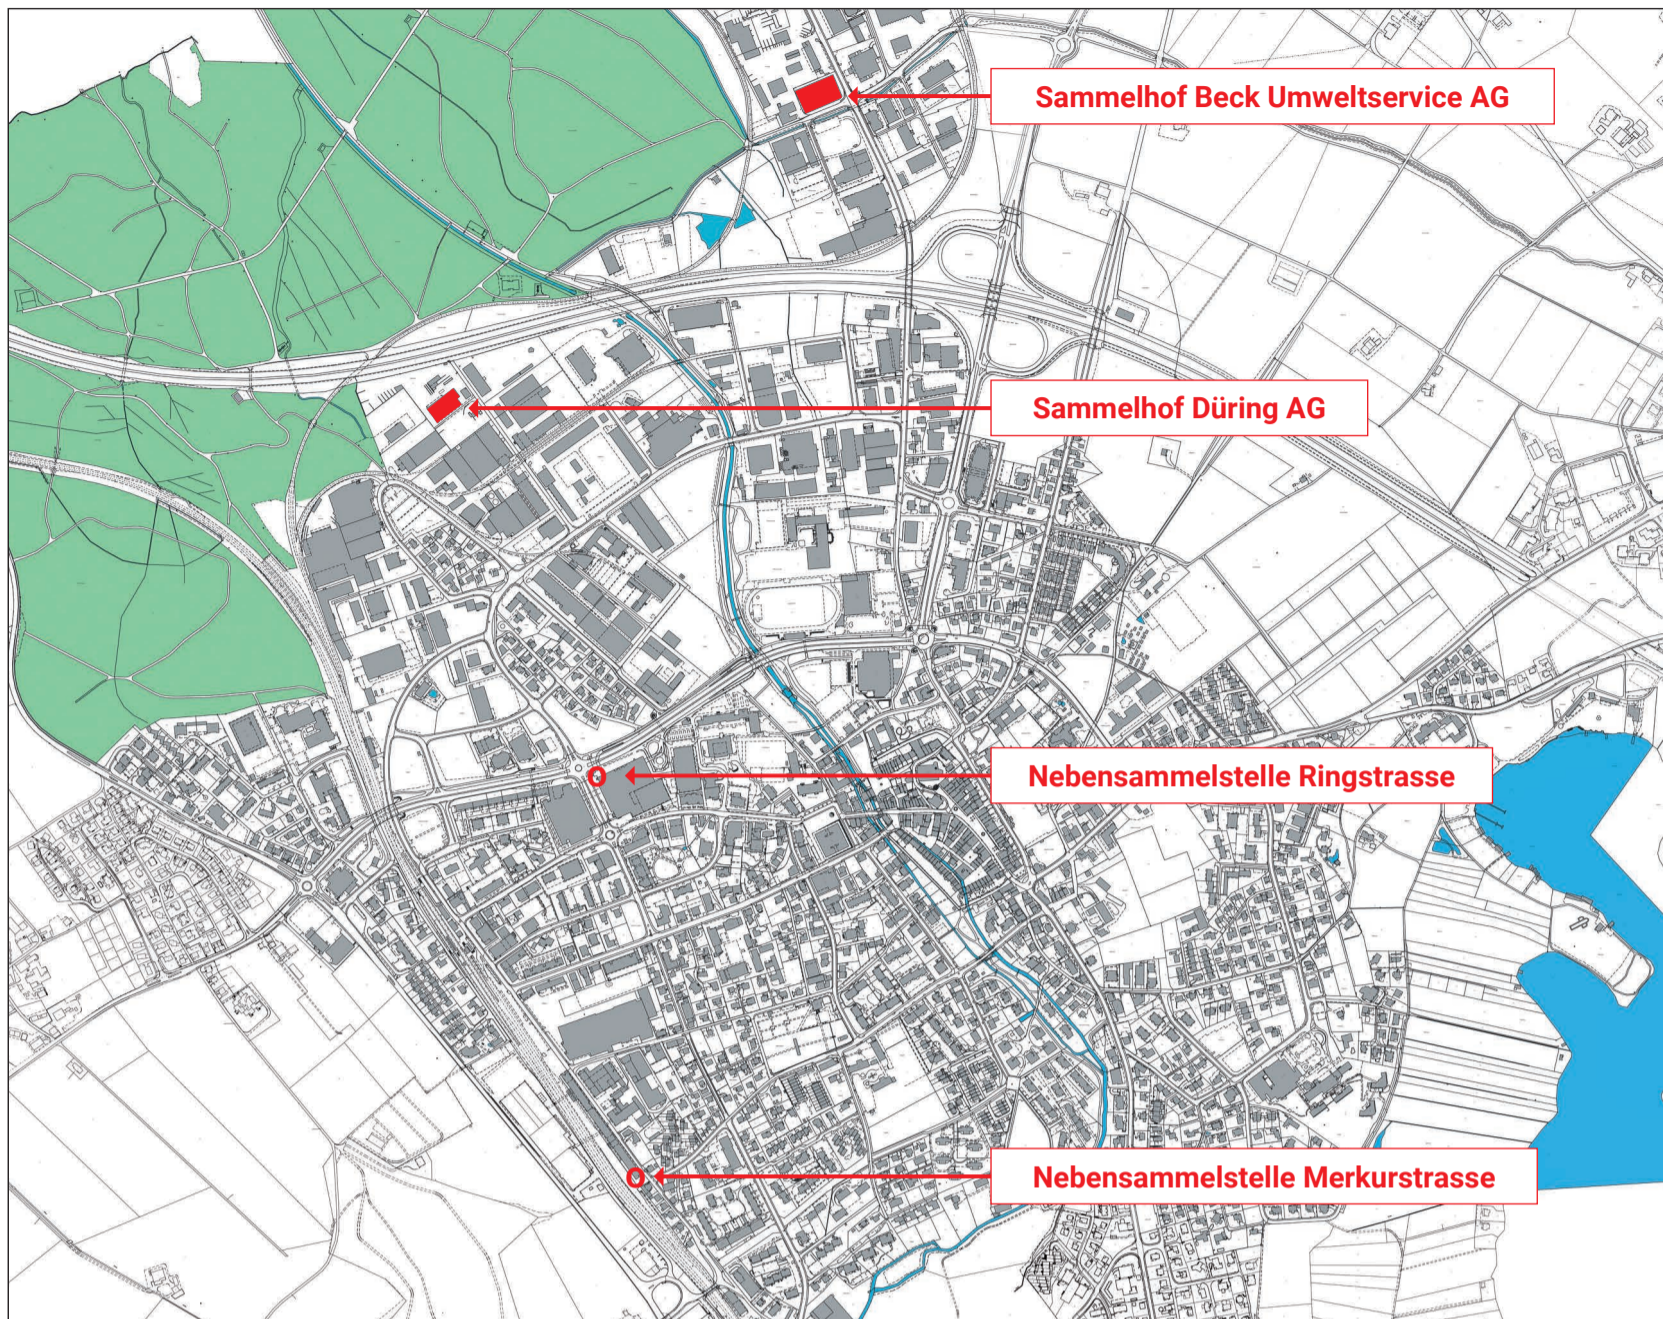 Sammelhof Beck Umweltservice AG
Sammelhof Düring AG
Nebensammelstelle Ringstrasse
Nebensammelstelle Merkurstrasse